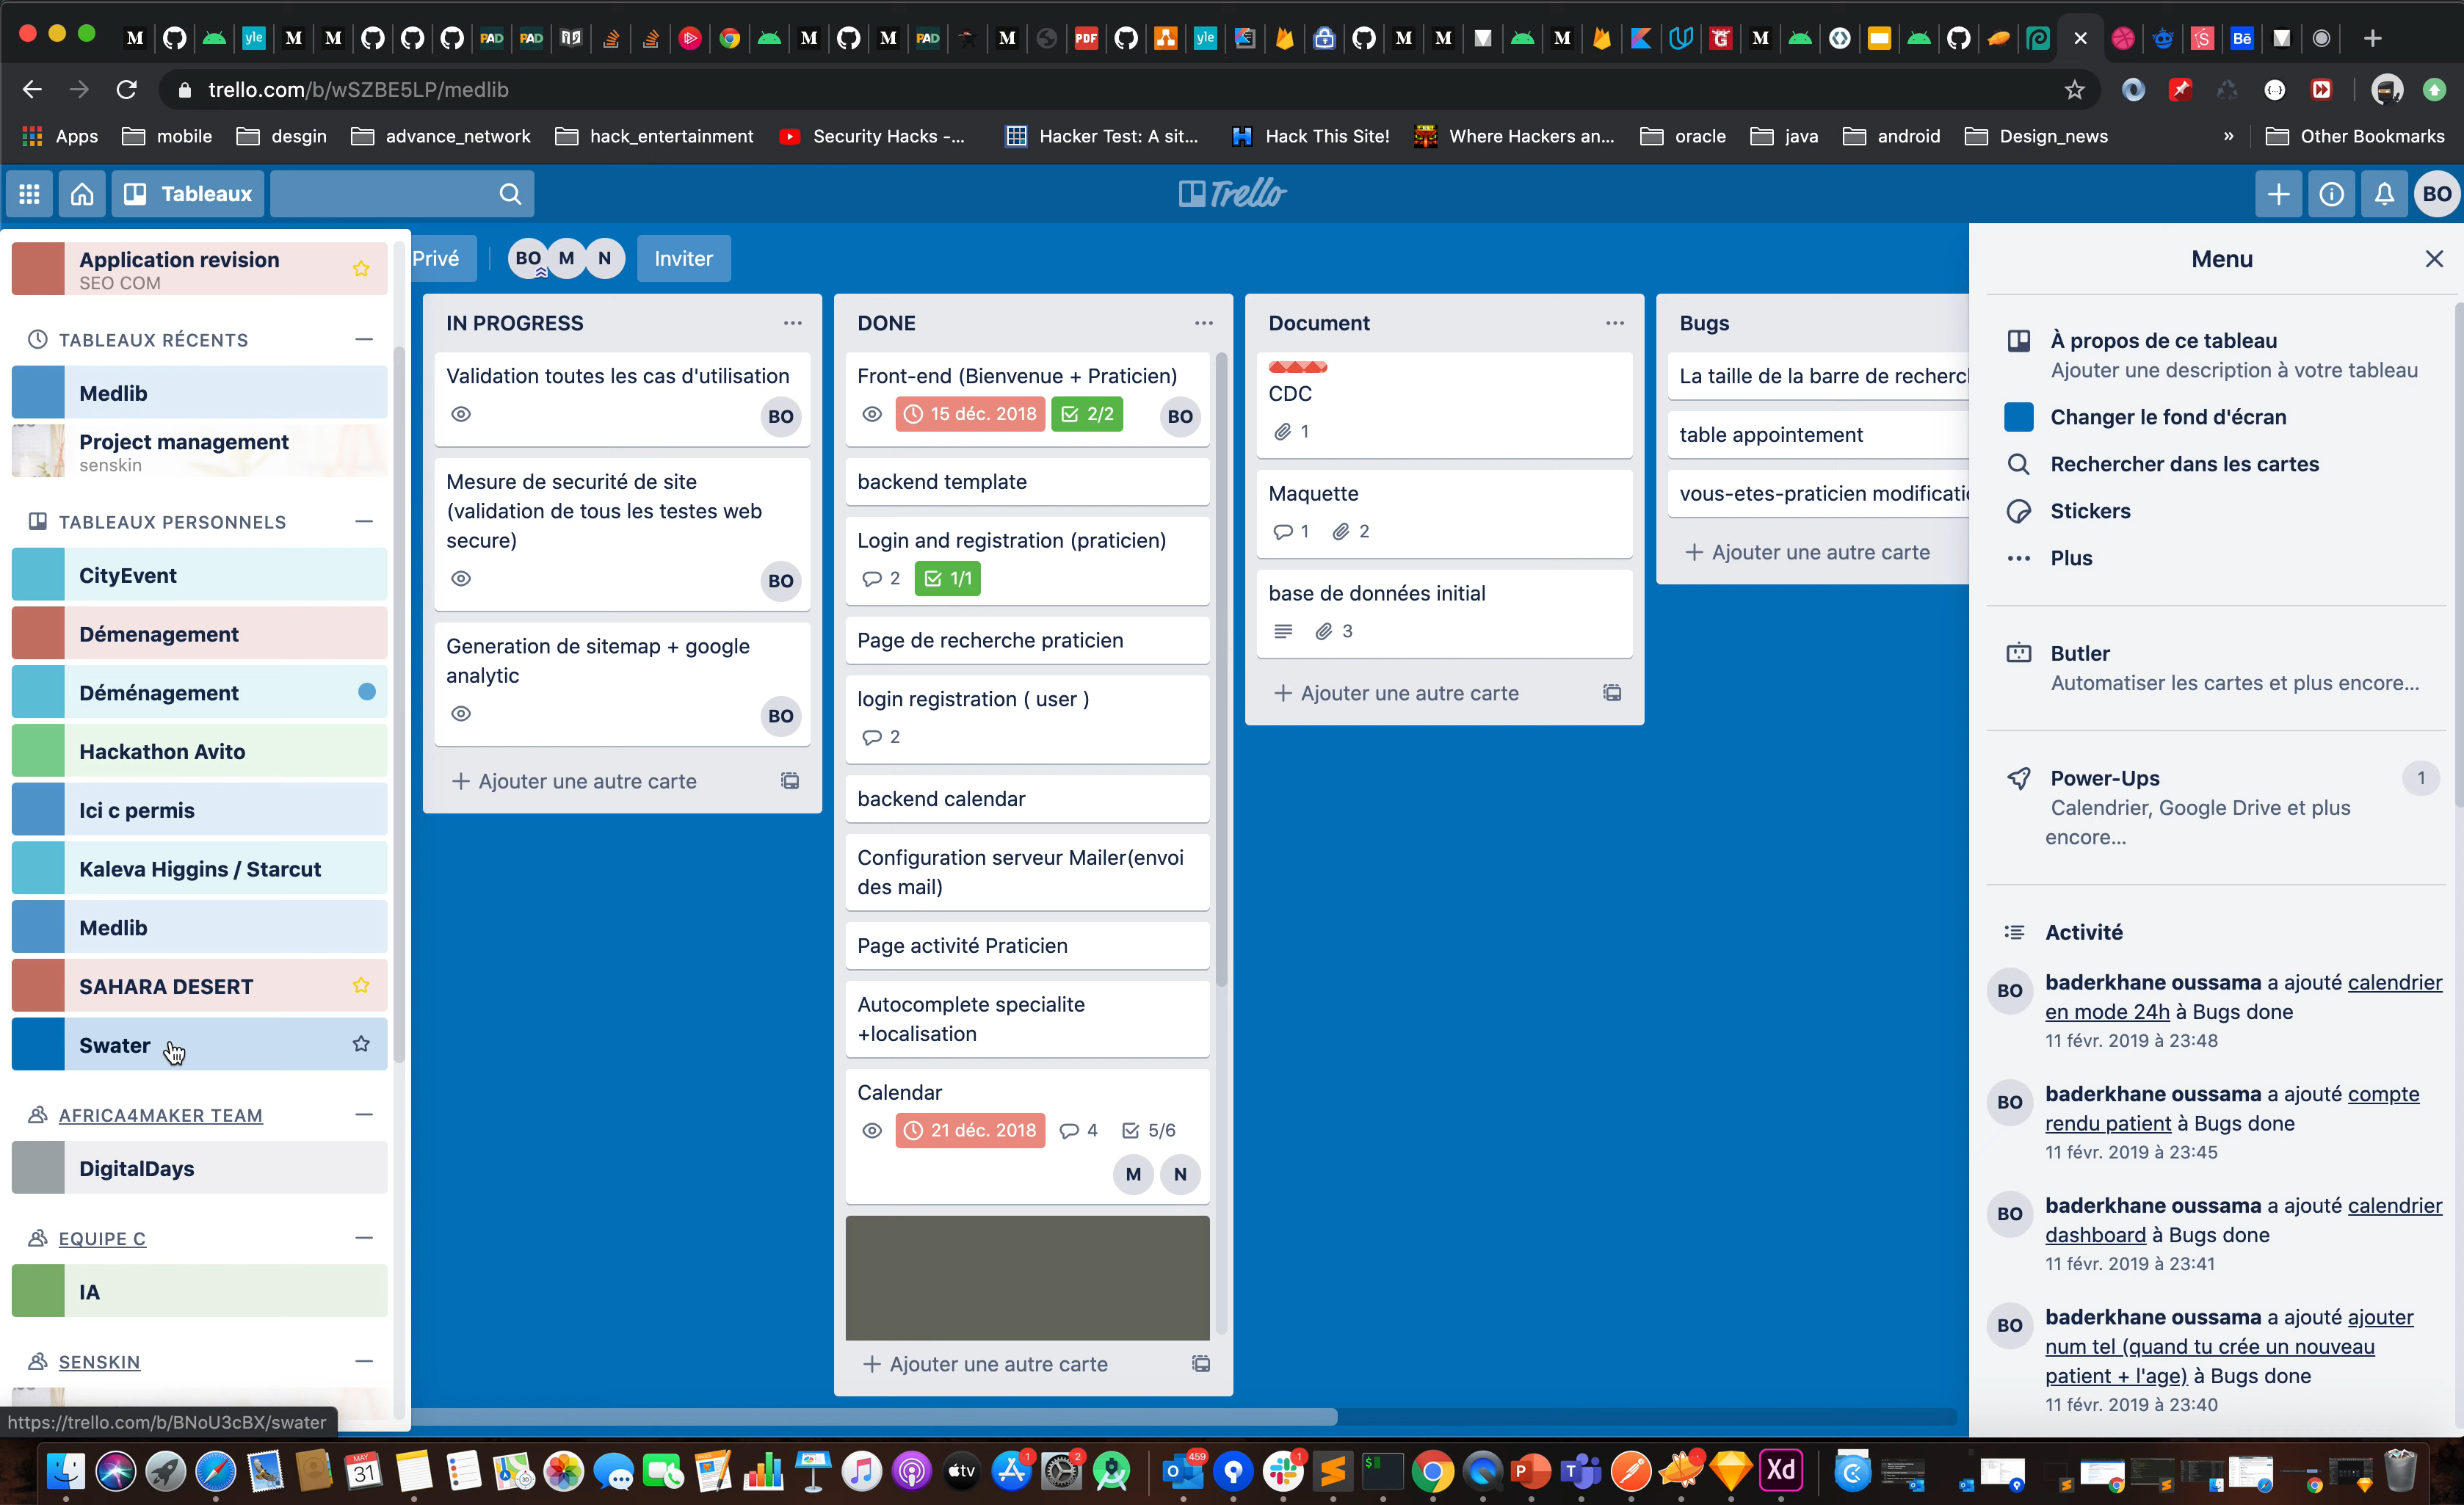 trello.com/b/wSZBE5LP/medlib
Apps
mobile
desgin
advance_network
hack_entertainment
Security Hacks -...
Hacker Test: A sit...
Hack This Site!
Where Hackers an...
oracle
java
android
Design_news
»
Other Bookmarks
Tableaux
Trello
BO
Application revision
SEO COM
TABLEAUX RÉCENTS
Medlib
Project management
senskin
TABLEAUX PERSONNELS
CityEvent
Démenagement
Déménagement
Hackathon Avito
Ici c permis
Kaleva Higgins / Starcut
Medlib
SAHARA DESERT
Swater
AFRICA4MAKER TEAM
DigitalDays
EQUIPE C
IA
SENSKIN
https://trello.com/b/BNoU3cBX/swater
Privé
BO M N
Inviter
IN PROGRESS
Validation toutes les cas d'utilisation
BO
Mesure de securité de site
(validation de tous les testes web
secure)
BO
Generation de sitemap + google
analytic
BO
+ Ajouter une autre carte
DONE
Front-end (Bienvenue + Praticien)
15 déc. 2018 2/2 BO
backend template
Login and registration (praticien)
2 1/1
Page de recherche praticien
login registration ( user )
2
backend calendar
Configuration serveur Mailer(envoi
des mail)
Page activité Praticien
Autocomplete specialite
+localisation
Calendar
21 déc. 2018 4 5/6
M N
+ Ajouter une autre carte
Document
CDC
1
Maquette
1 2
base de données initial
3
+ Ajouter une autre carte
Bugs
La taille de la barre de recherc
table appointement
vous-etes-praticien modificati
+ Ajouter une autre carte
Menu
À propos de ce tableau
Ajouter une description à votre tableau
Changer le fond d'écran
Rechercher dans les cartes
Stickers
Plus
Butler
Automatiser les cartes et plus encore...
Power-Ups 1
Calendrier, Google Drive et plus
encore...
Activité
BO baderkhane oussama a ajouté calendrier
en mode 24h à Bugs done
11 févr. 2019 à 23:48
BO baderkhane oussama a ajouté compte
rendu patient à Bugs done
11 févr. 2019 à 23:45
BO baderkhane oussama a ajouté calendrier
dashboard à Bugs done
11 févr. 2019 à 23:41
BO baderkhane oussama a ajouté ajouter
num tel (quand tu crée un nouveau
patient + l'age) à Bugs done
11 févr. 2019 à 23:40
MAY
31
tv
1
2
459
1
Xd